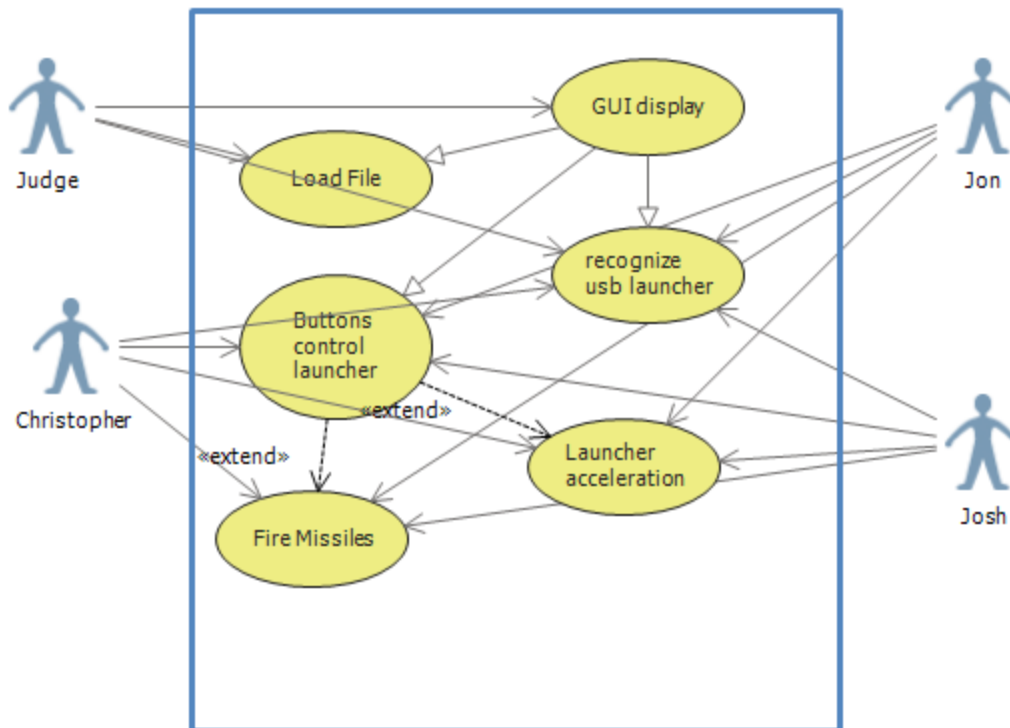 GUI display
Judge
Load File
Jon
recognize
usb launcher
Buttons
control
launcher
Christopher
«extend»
«extend»
Launcher
acceleration
Fire Missiles
Josh